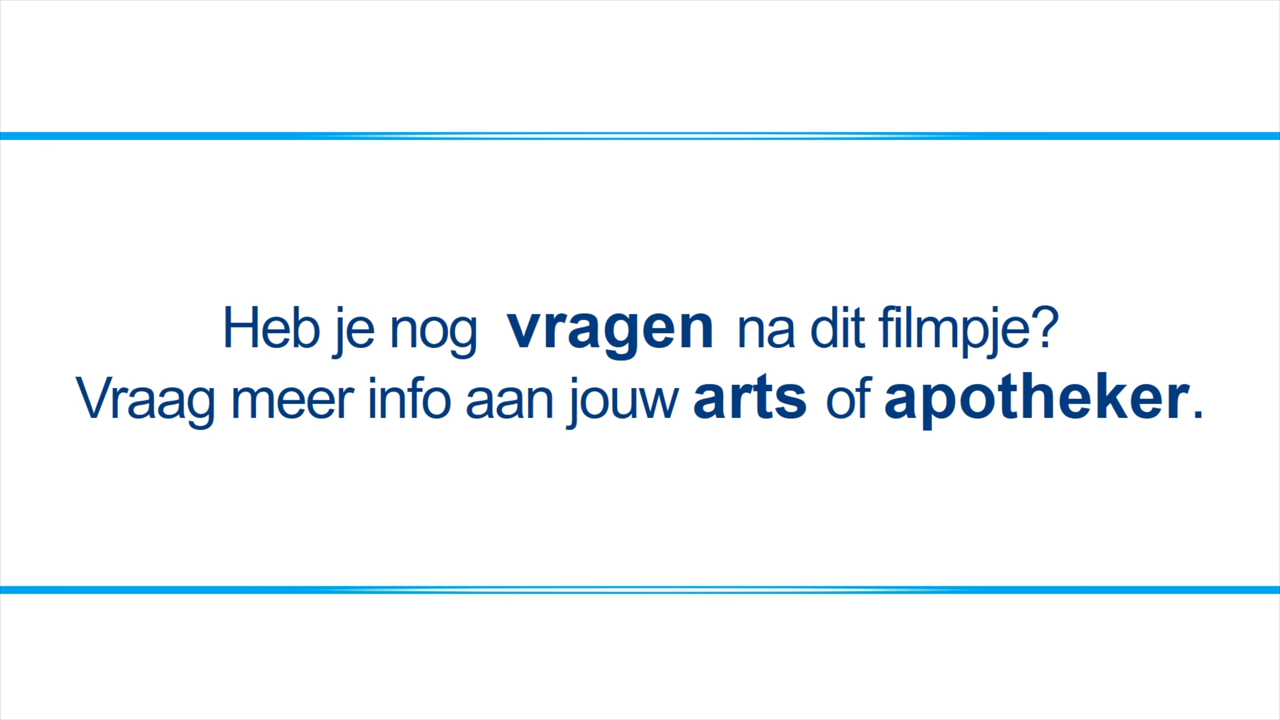 Heb je nog vragen na dit filmpje?
Vraag meer info aan jouw arts of apotheker.